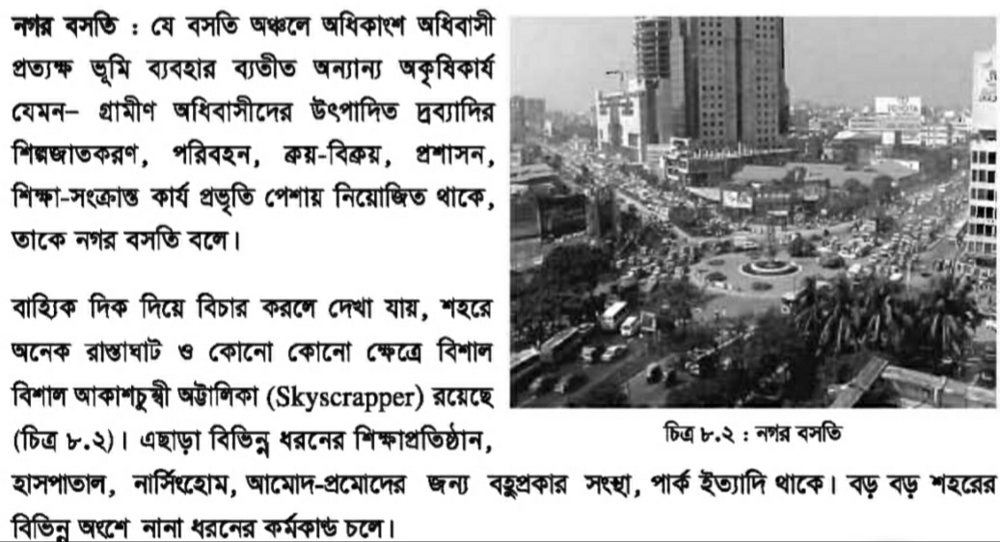 নগর বসতি : যে বসতি অঞ্চলে অধিকাংশ অধিবাসী
প্রত্যক্ষ ভূমি ব্যবহার ব্যতীত অন্যান্য অকৃষিকার্য
যেমন– গ্রামীণ অধিবাসীদের উৎপাদিত দ্রব্যাদির
শিল্পজাতকরণ, পরিবহন, ক্রয়-বিক্রয়, প্রশাসন,
শিক্ষা-সংক্রান্ত কার্য প্রভৃতি পেশায় নিয়োজিত থাকে,
তাকে নগর বসতি বলে।
বাহ্যিক দিক দিয়ে বিচার করলে দেখা যায়, শহরে
অনেক রাস্তাঘাট ও কোনো কোনো ক্ষেত্রে বিশাল
বিশাল আকাশচুম্বী অট্টালিকা (Skyscrapper) রয়েছে
(চিত্র ৮.২)। এছাড়া বিভিন্ন ধরনের শিক্ষাপ্রতিষ্ঠান,
চিত্র ৮.২ : নগর বসতি
হাসপাতাল, নার্সিংহোম, আমোদ-প্রমোদের জন্য বহুপ্রকার সংস্থা, পার্ক ইত্যাদি থাকে। বড় বড় শহরের
বিভিন্ন অংশে নানা ধরনের কর্মকাণ্ড চলে।